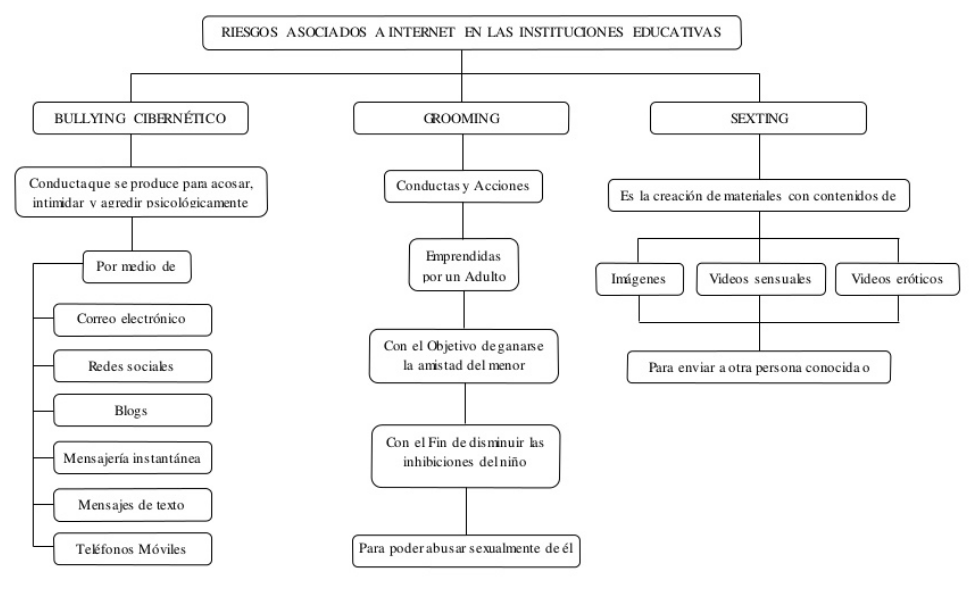 RIESGOS ASOCIADOS A INTERNET EN LAS INSTITUCIONES EDUCATIVAS
BULLYING CIBERNÉTICO
Conducta que se produce para acosar,
intimidar y agredir psicológicamente
Por medio de
Correo electrónico
Redes sociales
Blogs
Mensajería instantánea
Mensajes de texto
Teléfonos Móviles
GROOMING
Conductas y Acciones
Emprendidas
por un Adulto
Con el Objetivo de ganarse
la amistad del menor
Con el Fin de disminuir las
inhibiciones del niño
Para poder abusar sexualmente de él
SEXTING
Es la creación de materiales con contenidos de
Imágenes
Videos sensuales
Videos eróticos
Para enviar a otra persona conocida o